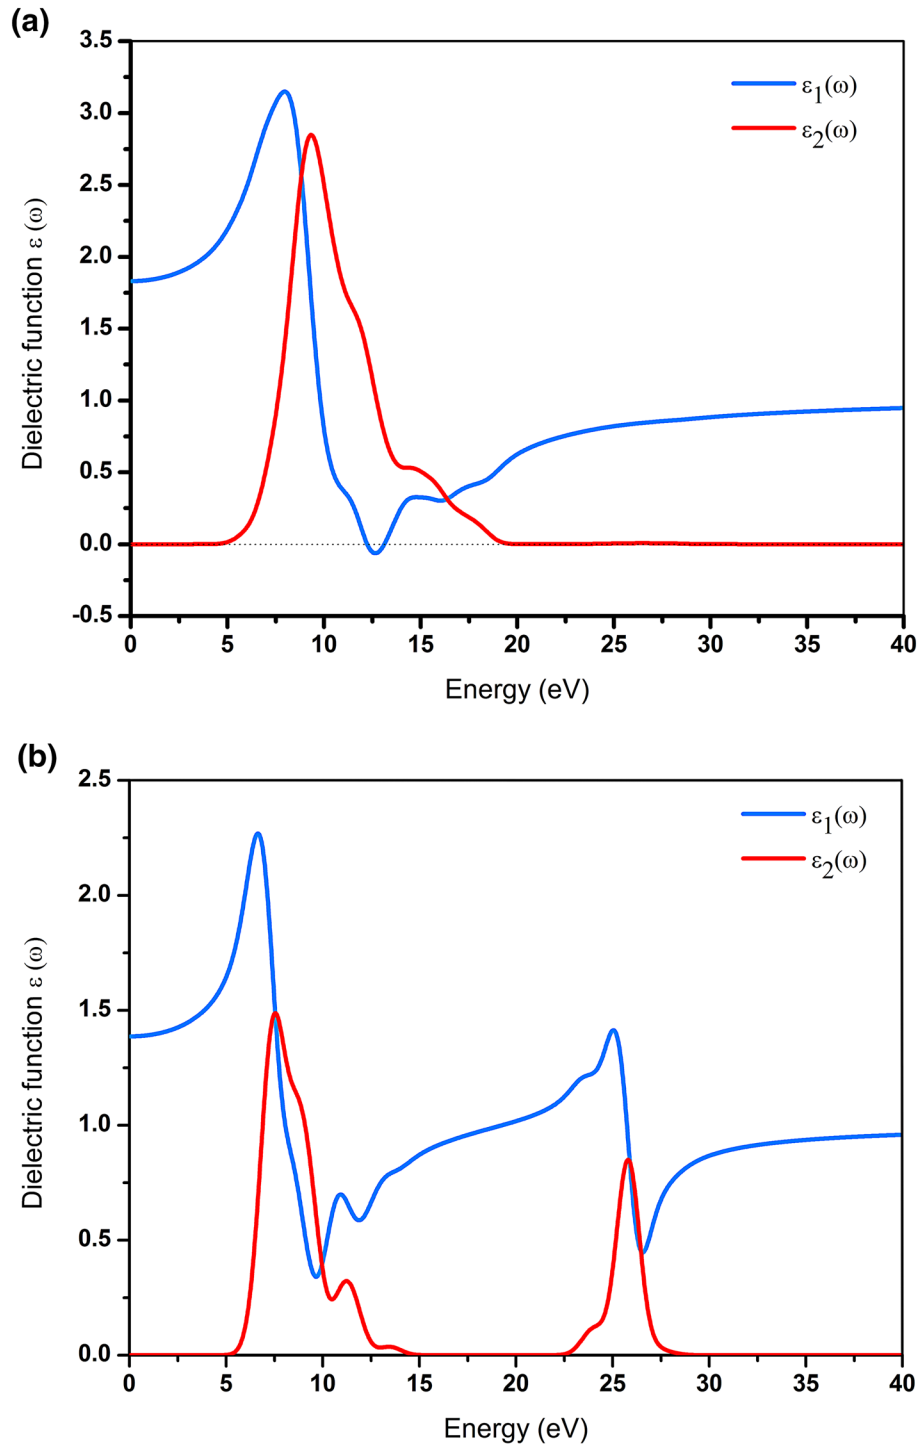 (a)
3.5
3.0
2.5
2.0
1.5
1.0
0.5
0.0
-0.5
Dielectric function ε (ω)
ε1(ω)
ε2(ω)
0 5 10 15 20 25 30 35 40
Energy (eV)
(b)
2.5
2.0
1.5
1.0
0.5
0.0
Dielectric function ε (ω)
ε1(ω)
ε2(ω)
0 5 10 15 20 25 30 35 40
Energy (eV)